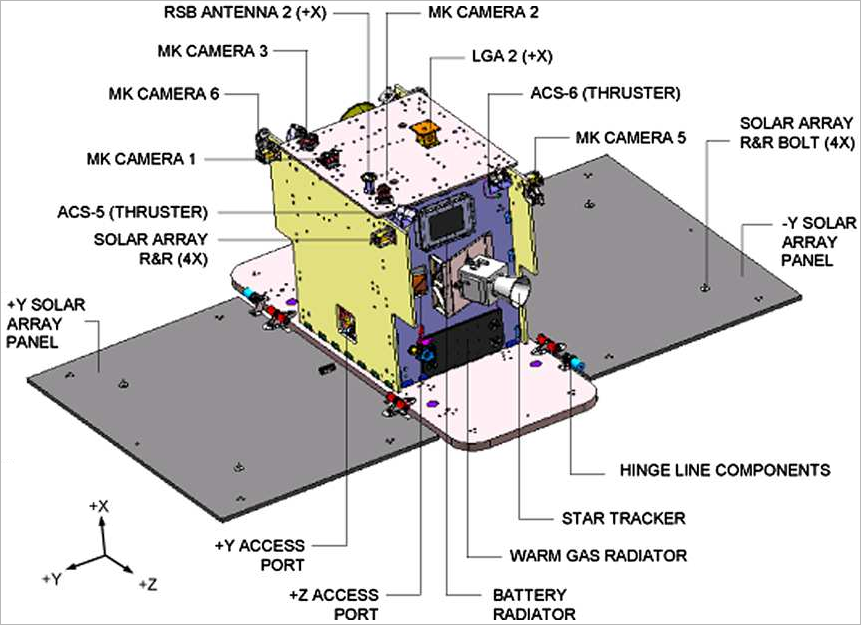 RSB ANTENNA 2 (+X)
MK CAMERA 2
MK CAMERA 3
LGA 2 (+X)
MK CAMERA 6
ACS-6 (THRUSTER)
SOLAR ARRAY
R&R BOLT (4X)
MK CAMERA 5
MK CAMERA 1
ACS-5 (THRUSTER)
SOLAR ARRAY
R&R (4X)
-Y SOLAR
ARRAY
PANEL
+Y SOLAR
ARRAY
PANEL
HINGE LINE COMPONENTS
+X
+Y
+Z
STAR TRACKER
+Y ACCESS
PORT
WARM GAS RADIATOR
+Z ACCESS
PORT
BATTERY
RADIATOR